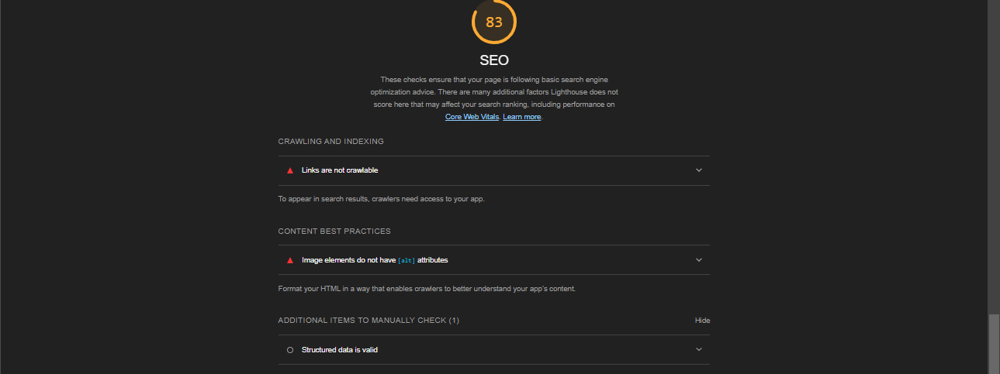 83
SEO
These checks ensure that your page is following basic search engine
optimization advice. There are many additional factors Lighthouse does not
score here that may affect your search ranking, including performance on
Core Web Vitals. Learn more.
CRAWLING AND INDEXING
Links are not crawlable
To appear in search results, crawlers need access to your app.
CONTENT BEST PRACTICES
Image elements do not have [alt] attributes
Format your HTML in a way that enables crawlers to better understand your app's content.
ADDITIONAL ITEMS TO MANUALLY CHECK (1) Hide
Structured data is valid